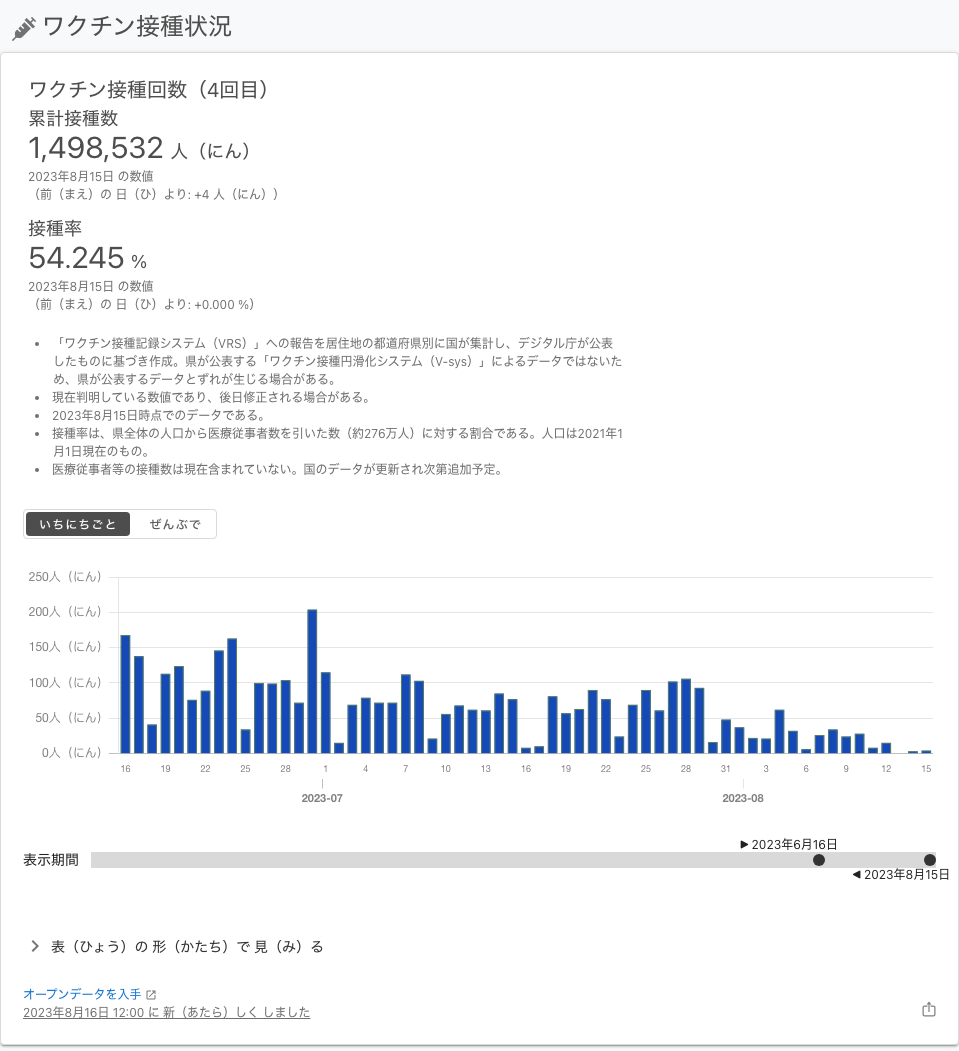 ワクチン接種状況
ワクチン接種回数（4回目）
累計接種数
1,498,532 人（にん）
2023年8月15日 の数値
（前（まえ）の 日（ひ）より: +4 人（にん））
接種率
54.245 %
2023年8月15日 の数値
（前（まえ）の 日（ひ）より: +0.000 %）
• 「ワクチン接種記録システム（VRS）」への報告を居住地の都道府県別に国が集計し、デジタル庁が公表
したものに基づき作成。県が公表する「ワクチン接種円滑化システム（V-sys）」によるデータではないた
め、県が公表するデータとずれが生じる場合がある。
• 現在判明している数値であり、後日修正される場合がある。
• 2023年8月15日時点でのデータである。
• 接種率は、県全体の人口から医療従事者数を引いた数（約276万人）に対する割合である。人口は2021年1
月1日現在のもの。
• 医療従事者等の接種数は現在含まれていない。国のデータが更新され次第追加予定。
いちにちごと ぜんぶで
250人（にん）
200人（にん）
150人（にん）
100人（にん）
50人（にん）
0人（にん）
16 19 22 25 28 1 4 7 10 13 16 19 22 25 28 31 3 6 9 12 15
2023-07 2023-08
▶ 2023年6月16日
表示期間
◀ 2023年8月15日
表（ひょう）の 形（かたち）で 見（み）る
オープンデータを入手
2023年8月16日 12:00 に 新（あたら）しく しました